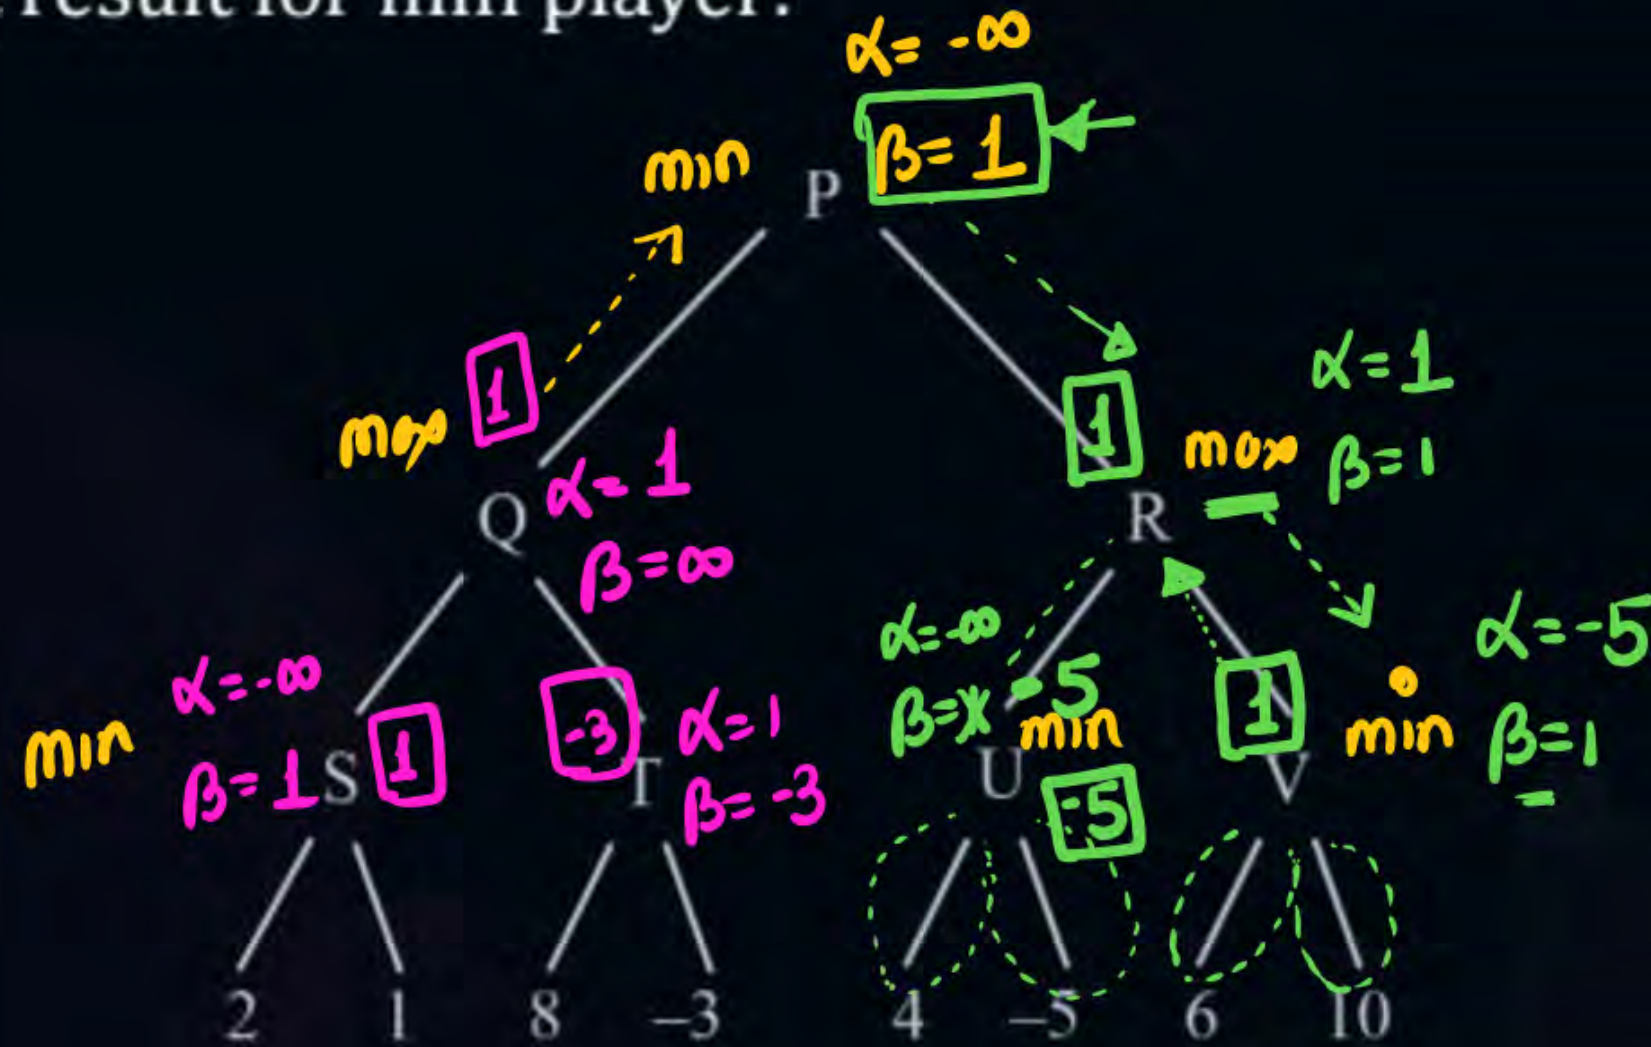 result for min player.
α = -∞
min P β = 1
1 1 α = 1
max max β = 1
Q α = 1 R
β = ∞
α = -∞ α = -∞ α = -5
min β = 1 S 1 -3 T α = 1 β = -5 min U 1 V min β = 1
β = -3 -5
2 1 8 –3 4 –5 6 10